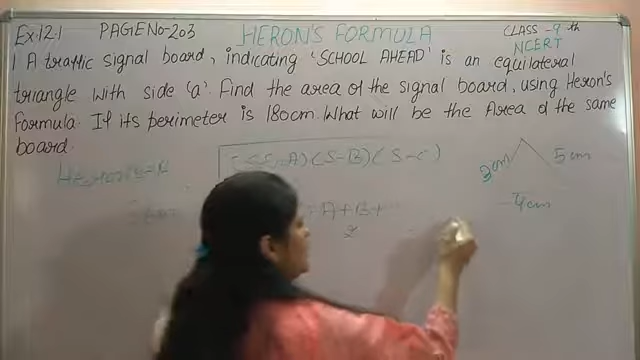 Ex.12.1 PAGE No-203 HERON'S FORMULA CLASS-9th
NCERT
1 A traffic signal board, indicating 'SCHOOL AHEAD' is an equilateral
triangle with side 'a'. Find the area of the signal board, using Heron's
Formula. If its perimeter is 180cm. What will be the Area of the same
board.
A) (S-B) (S-C)
3cm 5cm
4cm
A+B+
2